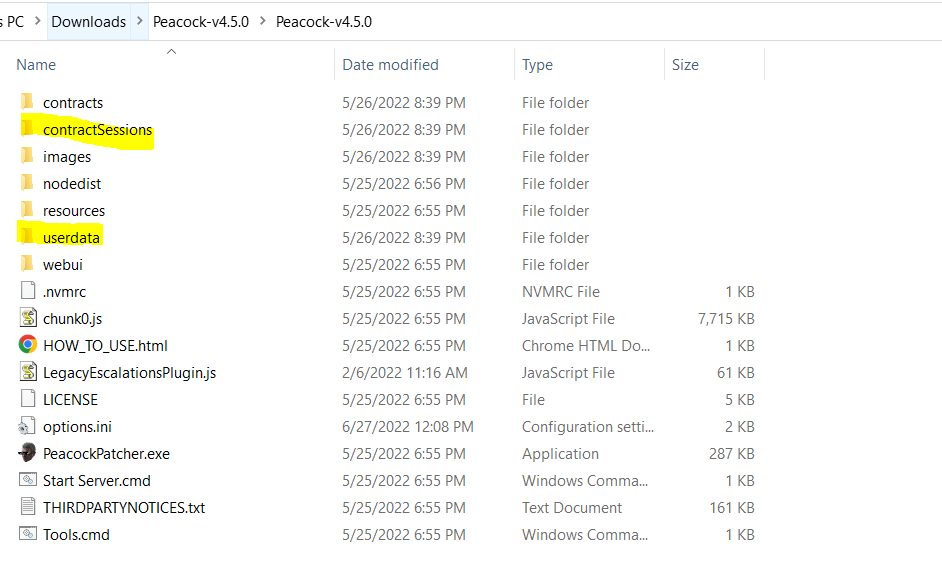 s PC > Downloads > Peacock-v4.5.0 > Peacock-v4.5.0
Name Date modified Type Size
contracts 5/26/2022 8:39 PM File folder
contractSessions 5/26/2022 8:39 PM File folder
images 5/26/2022 8:39 PM File folder
nodedist 5/25/2022 6:56 PM File folder
resources 5/25/2022 6:55 PM File folder
userdata 5/26/2022 8:39 PM File folder
webui 5/25/2022 6:55 PM File folder
.nvmrc 5/25/2022 6:55 PM NVMRC File 1 KB
chunk0.js 5/25/2022 6:55 PM JavaScript File 7,715 KB
HOW_TO_USE.html 5/25/2022 6:55 PM Chrome HTML Do... 1 KB
LegacyEscalationsPlugin.js 2/6/2022 11:16 AM JavaScript File 61 KB
LICENSE 5/25/2022 6:55 PM File 5 KB
options.ini 6/27/2022 12:08 PM Configuration setti... 2 KB
PeacockPatcher.exe 5/25/2022 6:55 PM Application 287 KB
Start Server.cmd 5/25/2022 6:55 PM Windows Comma... 1 KB
THIRDPARTYNOTICES.txt 5/25/2022 6:55 PM Text Document 161 KB
Tools.cmd 5/25/2022 6:55 PM Windows Comma... 1 KB